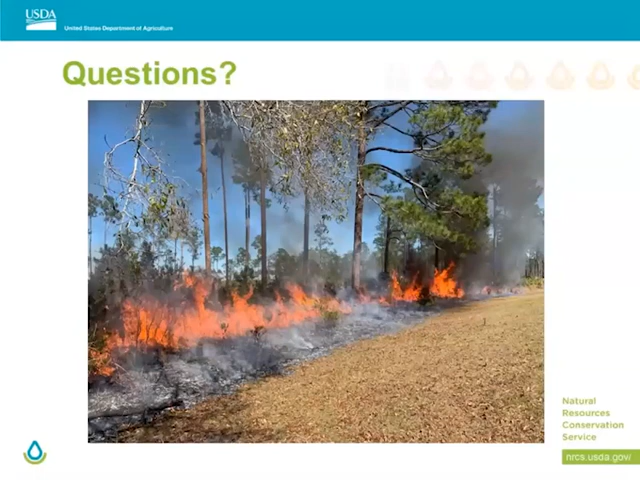 USDA
United States Department of Agriculture
Questions?
Natural
Resources
Conservation
Service
nrcs.usda.gov/